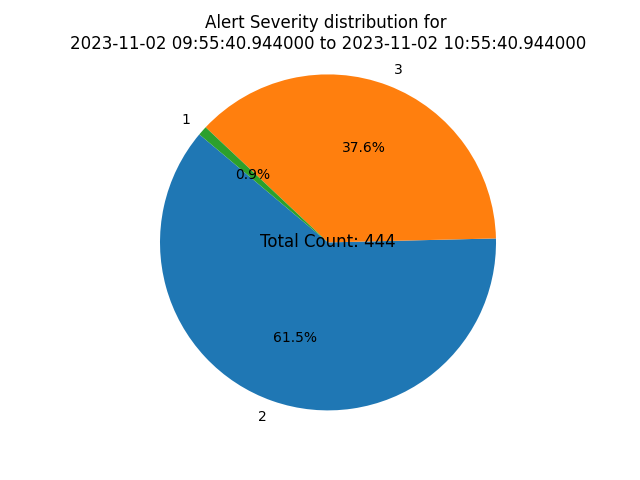 Alert Severity distribution for
2023-11-02 09:55:40.944000 to 2023-11-02 10:55:40.944000
3
1
37.6%
0.9%
Total Count: 444
61.5%
2